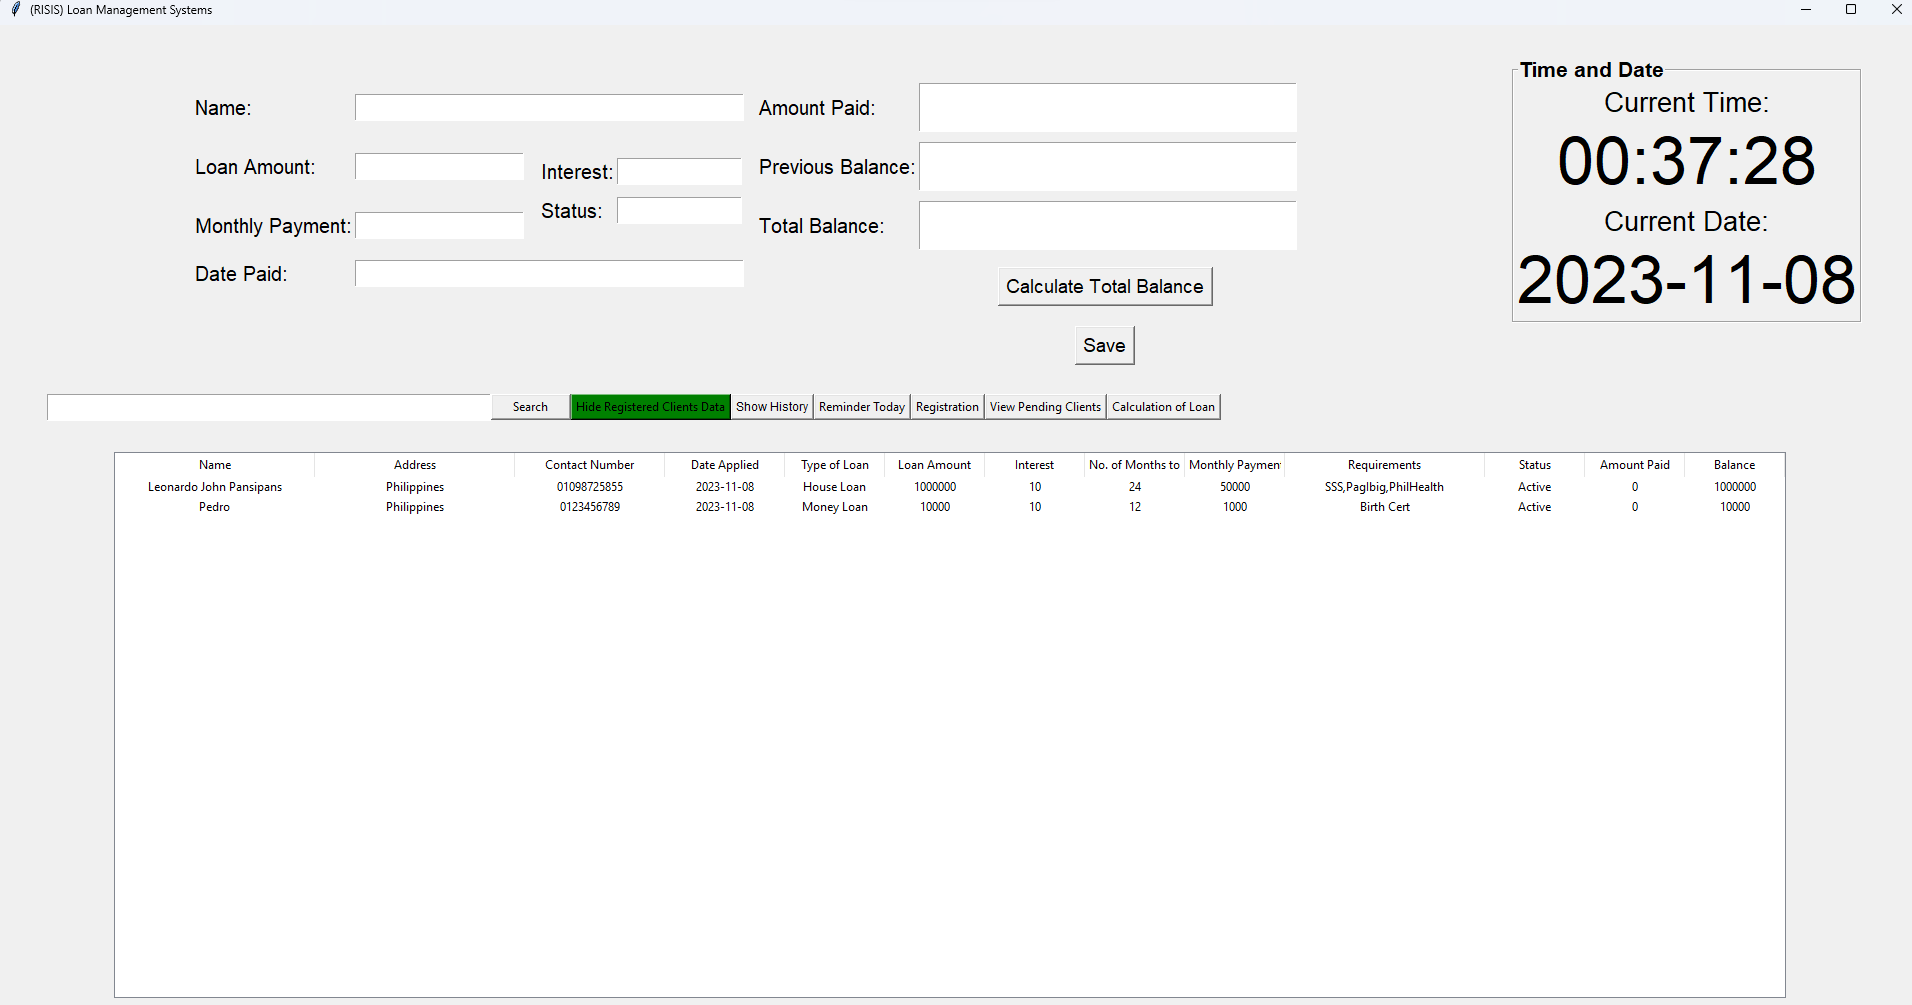 (RISIS) Loan Management Systems
Name:
Loan Amount:
Interest:
Status:
Monthly Payment:
Date Paid:
Amount Paid:
Previous Balance:
Total Balance:
Calculate Total Balance
Save
Time and Date
Current Time:
00:37:28
Current Date:
2023-11-08
Search Hide Registered Clients Data Show History Reminder Today Registration View Pending Clients Calculation of Loan
Name Address Contact Number Date Applied Type of Loan Loan Amount Interest No. of Months to Monthly Paymen Requirements Status Amount Paid Balance
Leonardo John Pansipans Philippines 01098725855 2023-11-08 House Loan 1000000 10 24 50000 SSS,PagIbig,PhilHealth Active 0 1000000
Pedro Philippines 0123456789 2023-11-08 Money Loan 10000 10 12 1000 Birth Cert Active 0 10000